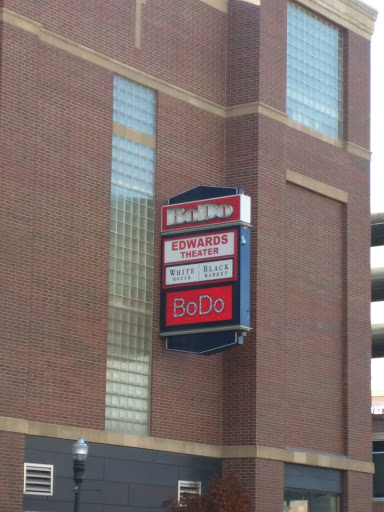 BoDo
EDWARDS
THEATER
WHITE BLACK
HOUSE MARKET
BoDo